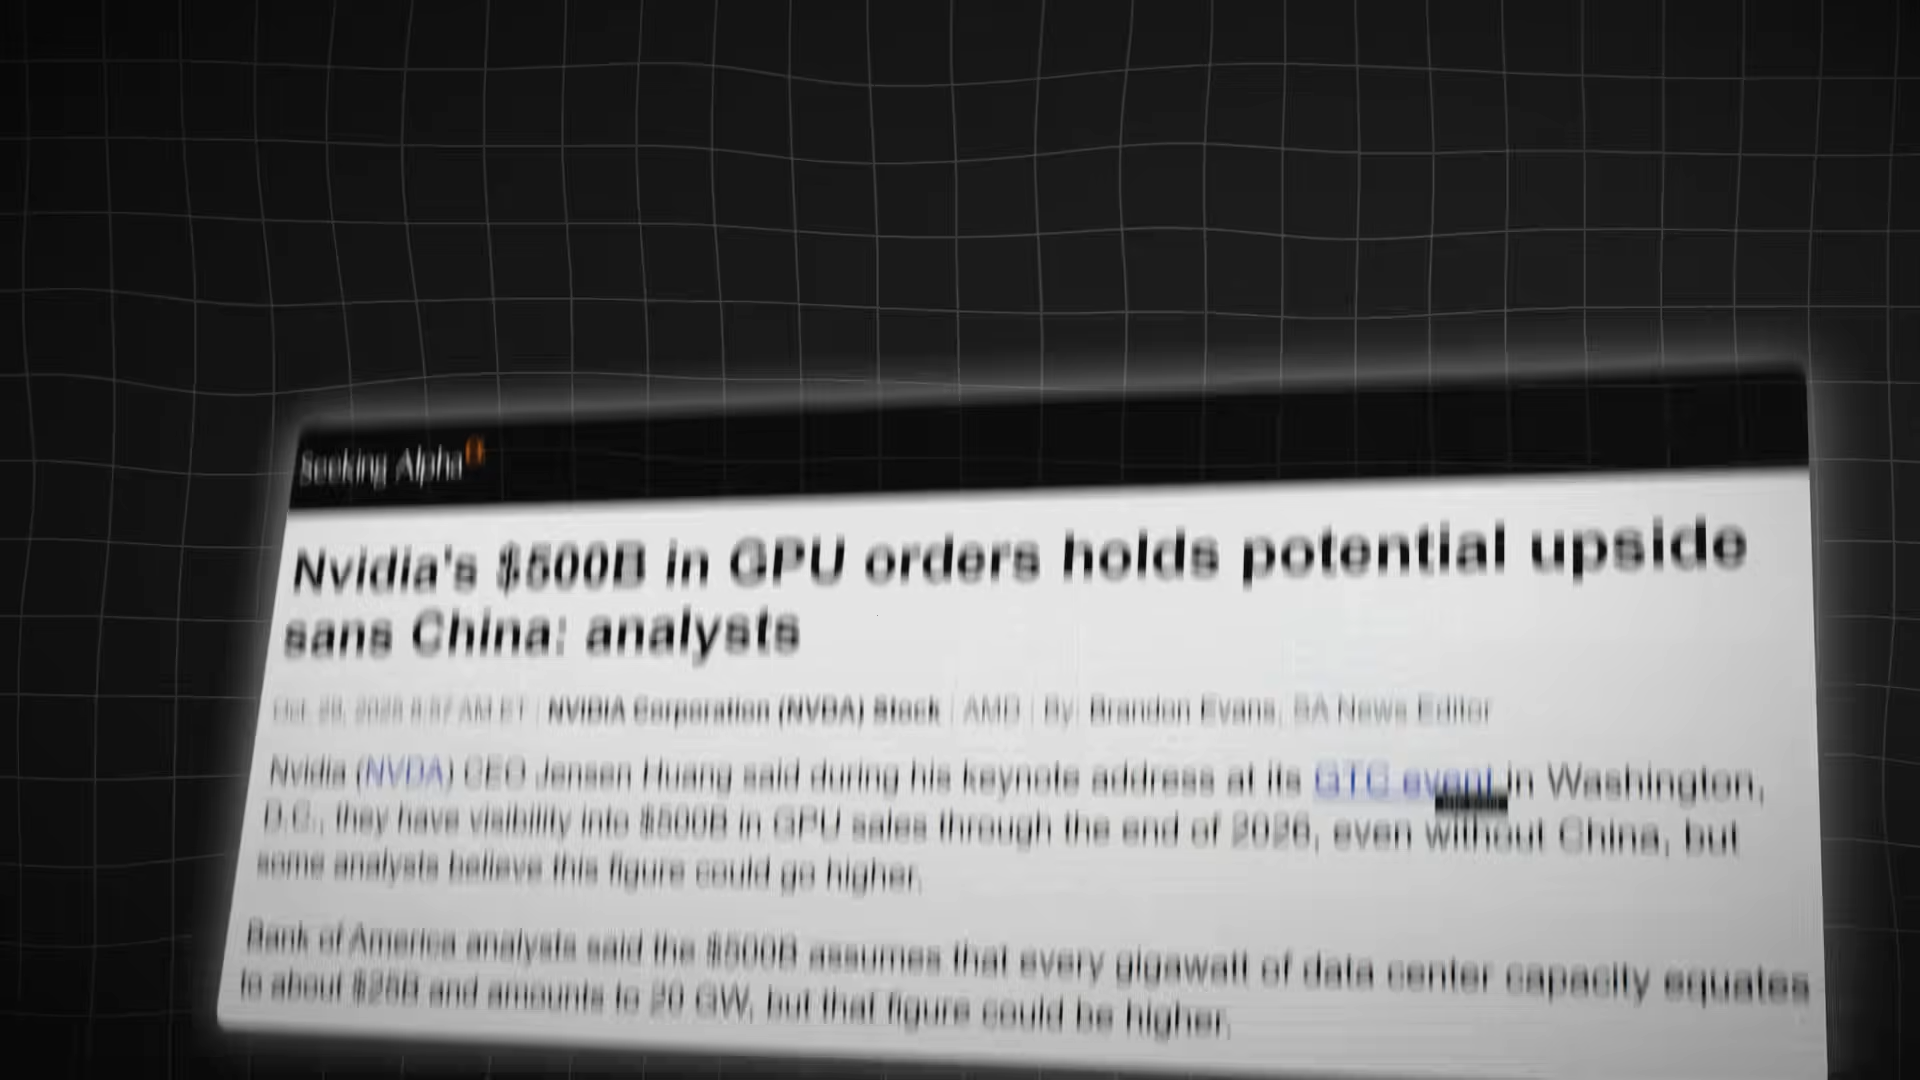 Seeking Alpha
Nvidia's $500B in GPU orders holds potential upside
sans China: analysts
NVIDIA Corporation (NVDA) Stock | AMD | By: Brandon Evans, SA News Editor
Nvidia (NVDA) CEO Jensen Huang said during his keynote address at its GTC event in Washington,
D.C., they have visibility into $500B in GPU sales through the end of 2026, even without China, but
some analysts believe this figure could go higher.
Bank of America analysts said the $500B assumes that every gigawatt of data center capacity equates
to about $25B and amounts to 20 GW, but that figure could be higher.